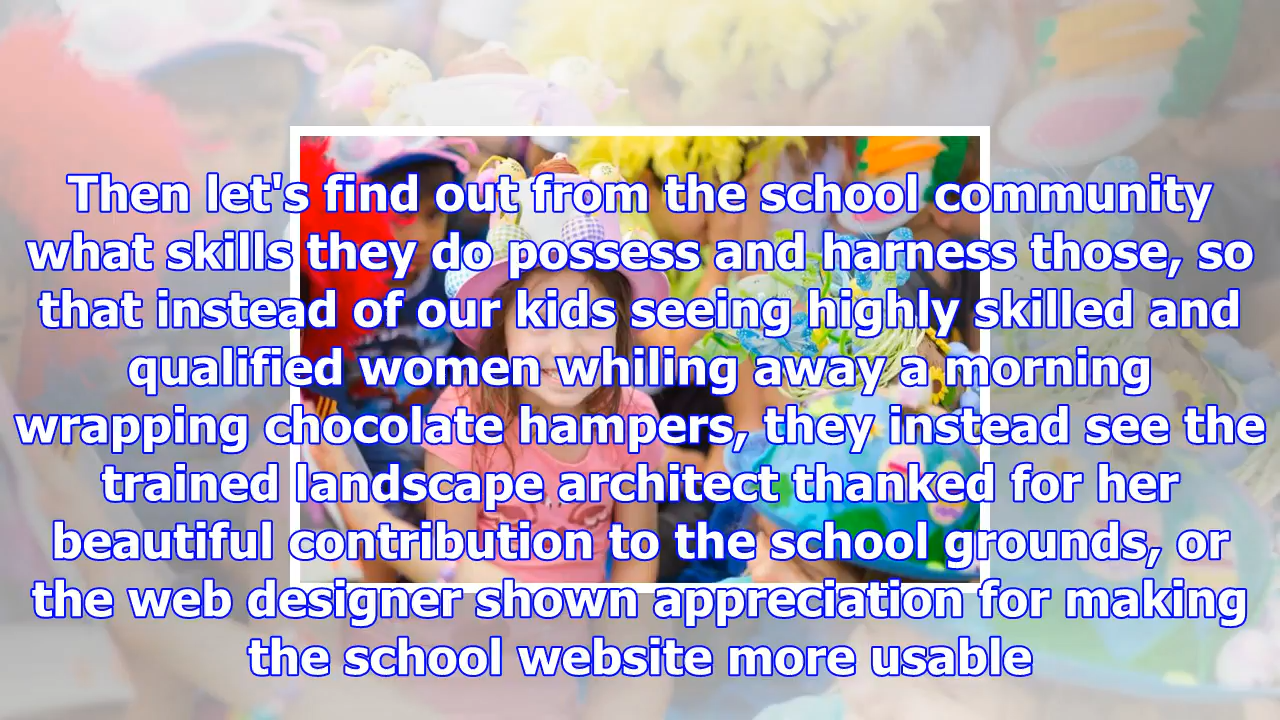 Then let's find out from the school community
what skills they do possess and harness those, so
that instead of our kids seeing highly skilled and
qualified women whiling away a morning
wrapping chocolate hampers, they instead see the
trained landscape architect thanked for her
beautiful contribution to the school grounds, or
the web designer shown appreciation for making
the school website more usable